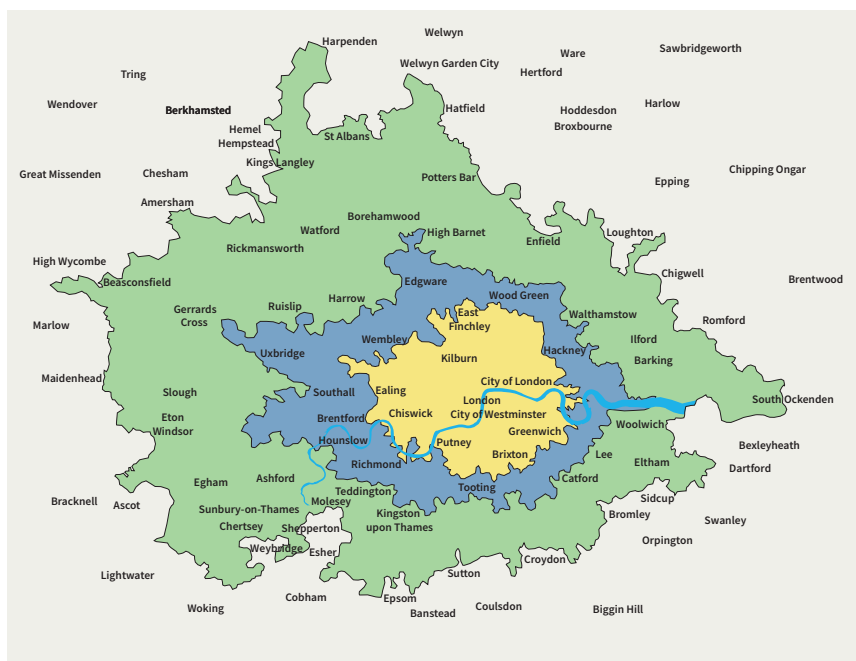 Welwyn
Harpenden
Sawbridgeworth
Ware
Welwyn Garden City
Hertford
Tring
Wendover
Berkhamsted
Hatfield
Hoddesdon
Harlow
Broxbourne
Hemel
Hempstead
St Albans
Kings Langley
Great Missenden
Chesham
Potters Bar
Epping
Chipping Ongar
Amersham
Borehamwood
Watford
High Barnet
Enfield
Loughton
Rickmansworth
High Wycombe
Beaconsfield
Edgware
Chigwell
Brentwood
Wood Green
Harrow
Ruislip
Gerrards
Cross
East
Finchley
Walthamstow
Romford
Marlow
Wembley
Ilford
Uxbridge
Kilburn
Hackney
Barking
Maidenhead
City of London
Slough
Southall
Ealing
London
South Ockenden
Eton
Windsor
Brentford
Chiswick
City of Westminster
Woolwich
Hounslow
Putney
Greenwich
Bexleyheath
Richmond
Brixton
Lee
Eltham
Dartford
Egham
Ashford
Catford
Teddington
Tooting
Bracknell
Ascot
Molesey
Sidcup
Sunbury-on-Thames
Kingston
upon Thames
Bromley
Swanley
Chertsey
Shepperton
Orpington
Weybridge
Esher
Croydon
Lightwater
Sutton
Cobham
Epsom
Woking
Banstead
Coulsdon
Biggin Hill